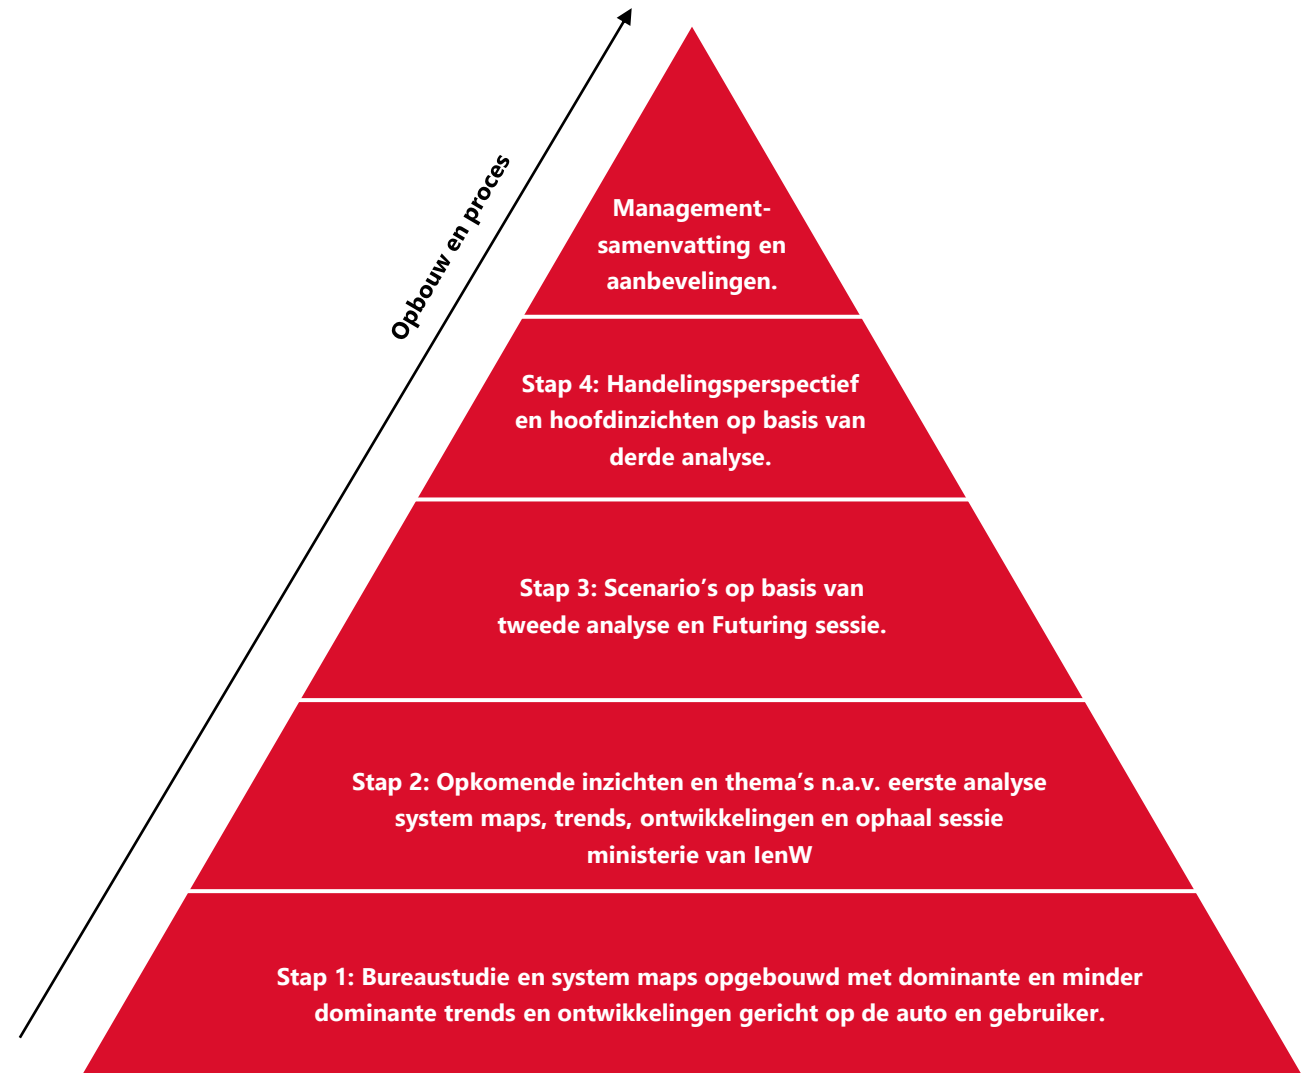 Opbouw en proces
Management-
samenvatting en
aanbevelingen.
Stap 4: Handelingsperspectief
en hoofdinzichten op basis van
derde analyse.
Stap 3: Scenario’s op basis van
tweede analyse en Futuring sessie.
Stap 2: Opkomende inzichten en thema’s n.a.v. eerste analyse
system maps, trends, ontwikkelingen en ophaal sessie
ministerie van IenW
Stap 1: Bureaustudie en system maps opgebouwd met dominante en minder
dominante trends en ontwikkelingen gericht op de auto en gebruiker.